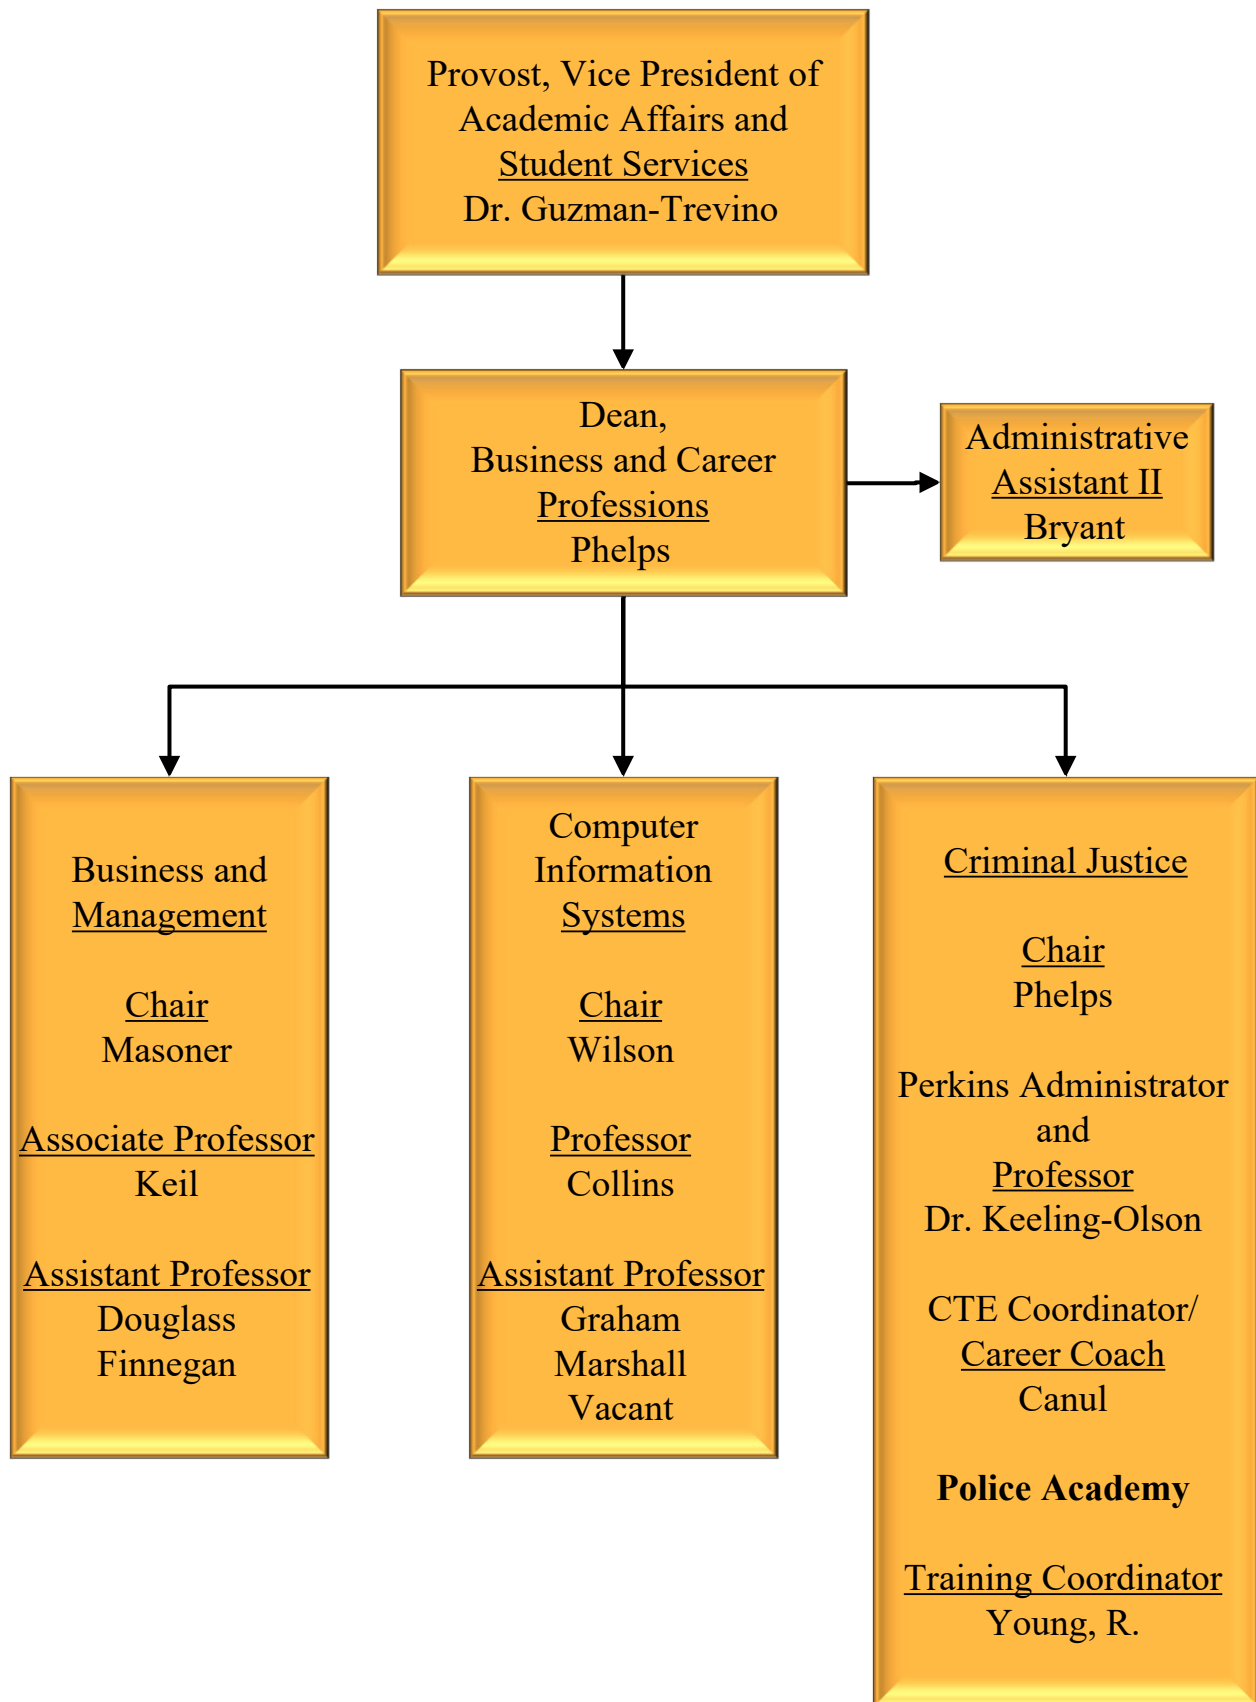 Provost, Vice President of
Academic Affairs and
Student Services
Dr. Guzman-Trevino
Dean,
Business and Career
Professions
Phelps
Administrative
Assistant II
Bryant
Business and
Management
Chair
Masoner
Associate Professor
Keil
Assistant Professor
Douglass
Finnegan
Computer
Information
Systems
Chair
Wilson
Professor
Collins
Assistant Professor
Graham
Marshall
Vacant
Criminal Justice
Chair
Phelps
Perkins Administrator
and
Professor
Dr. Keeling-Olson
CTE Coordinator/
Career Coach
Canul
Police Academy
Training Coordinator
Young, R.